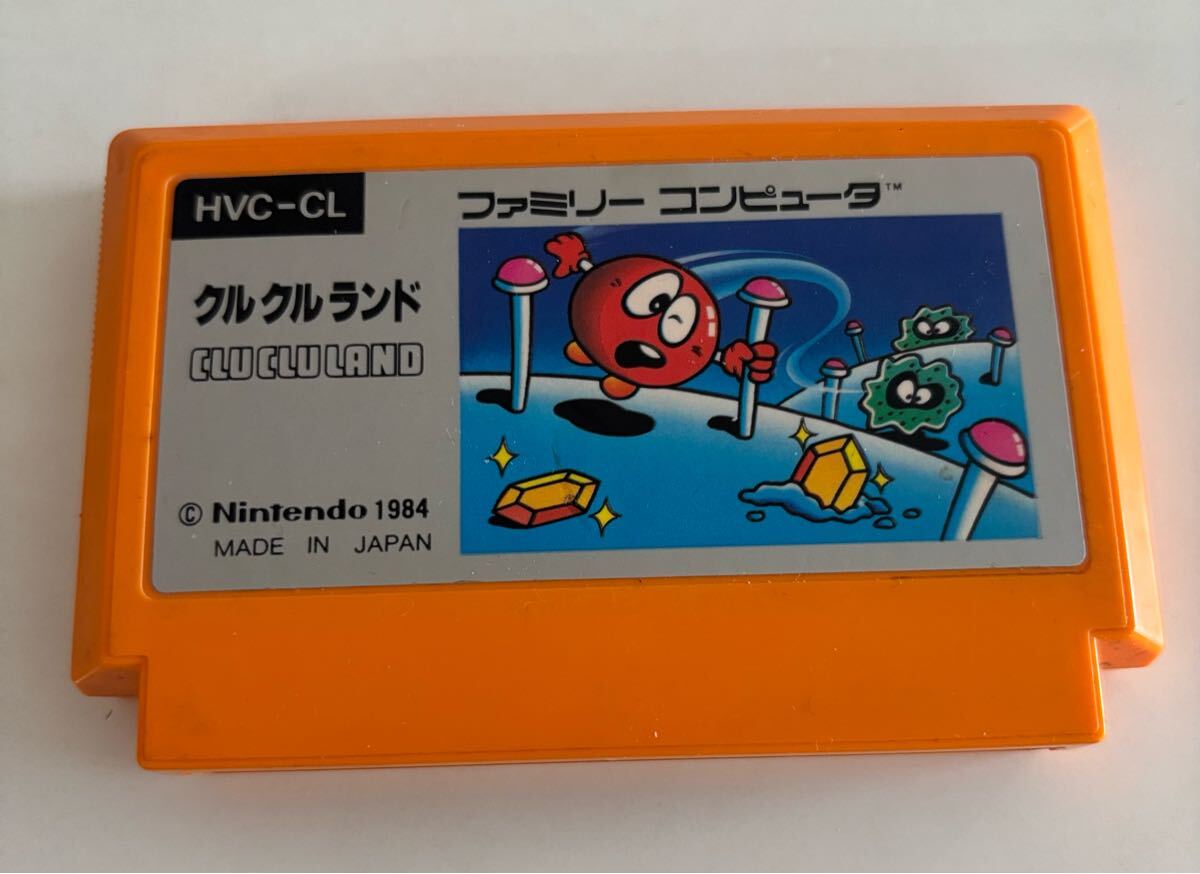 HVC-CL
ファミリー コンピュータ™
クルクルランド
CLU CLU LAND
© Nintendo 1984
MADE IN JAPAN